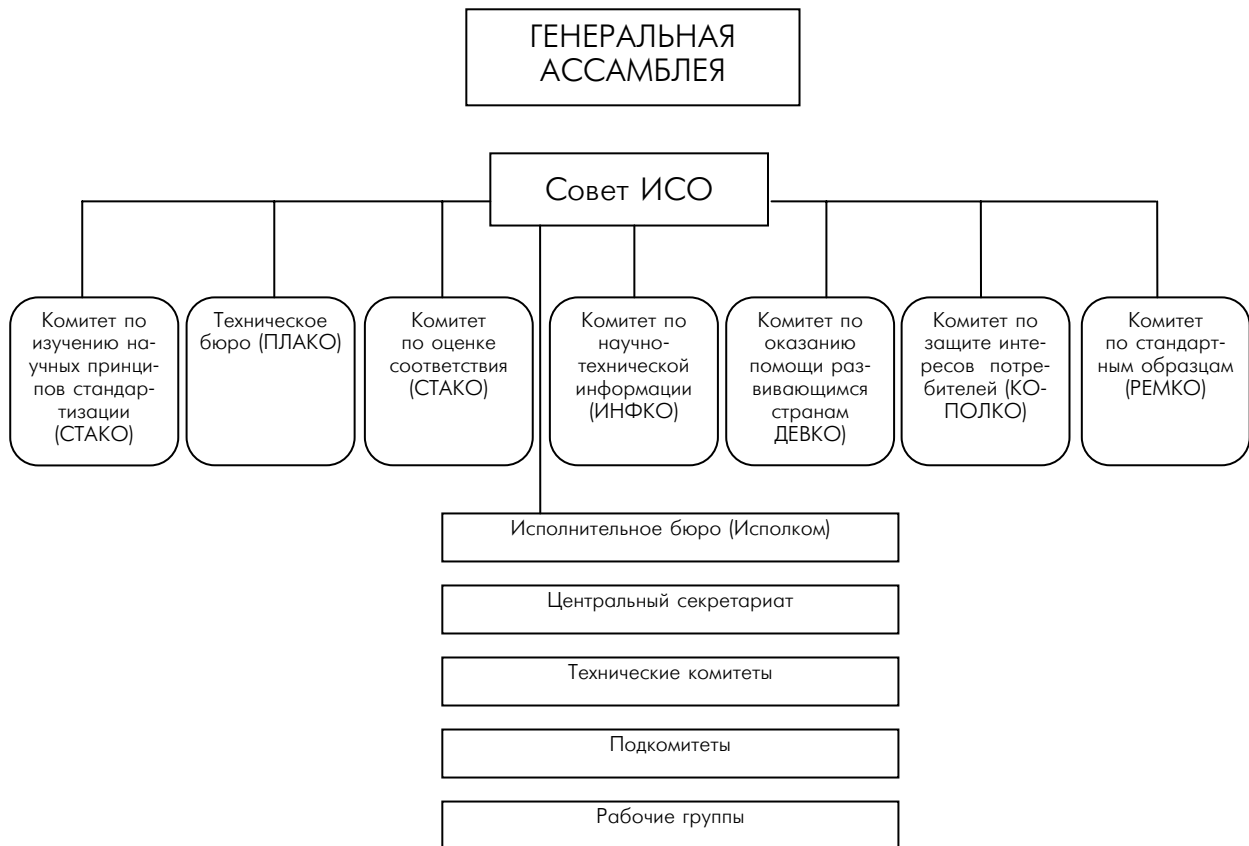 ГЕНЕРАЛЬНАЯ
АССАМБЛЕЯ
Совет ИСО
Комитет по
изучению на-
учных принци-
пов стандар-
тизации
(СТАКО)
Техническое
бюро (ПЛАКО)
Комитет
по оценке
соответствия
(СТАКО)
Комитет по
научно-
технической
информации
(ИНФКО)
Комитет по
оказанию
помощи раз-
вивающимся
странам
ДЕВКО)
Комитет по
защите инте-
ресов потре-
бителей (КО-
ПОЛКО)
Комитет
по стандарт-
ным образцам
(РЕМКО)
Исполнительное бюро (Исполком)
Центральный секретариат
Технические комитеты
Подкомитеты
Рабочие группы